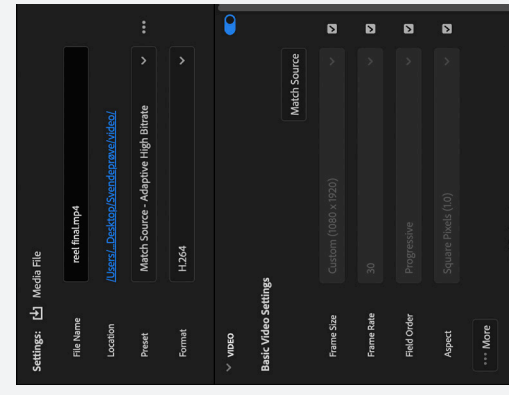 Settings: Media File
File Name reel final.mp4
Location /Users/...Desktop/Svendeprøve/video/
Preset Match Source - Adaptive High Bitrate
Format H.264
VIDEO
Basic Video Settings
Match Source
Frame Size Custom (1080 x 1920)
Frame Rate 30
Field Order Progressive
Aspect Square Pixels (1.0)
... More